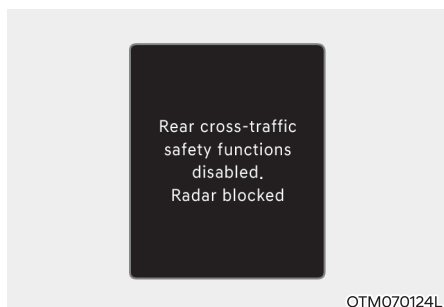 Rear cross-traffic
safety functions
disabled.
Radar blocked
OTM070124L